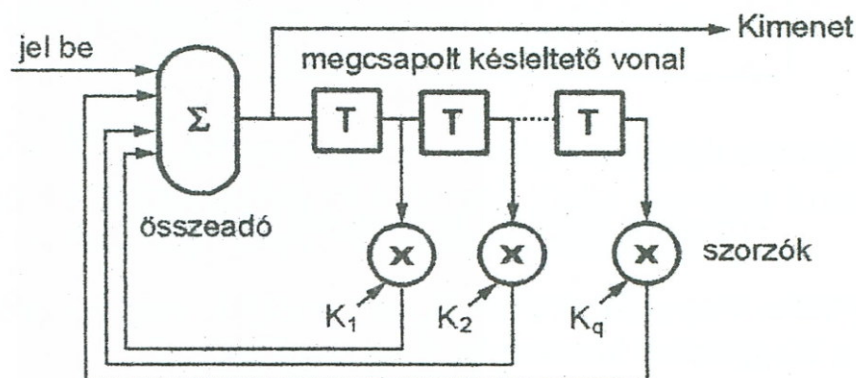 Kimenet
jel be
megcsapolt késleltető vonal
Σ
T
T
T
összeadó
x
x
x
szorzók
K1
K2
Kq